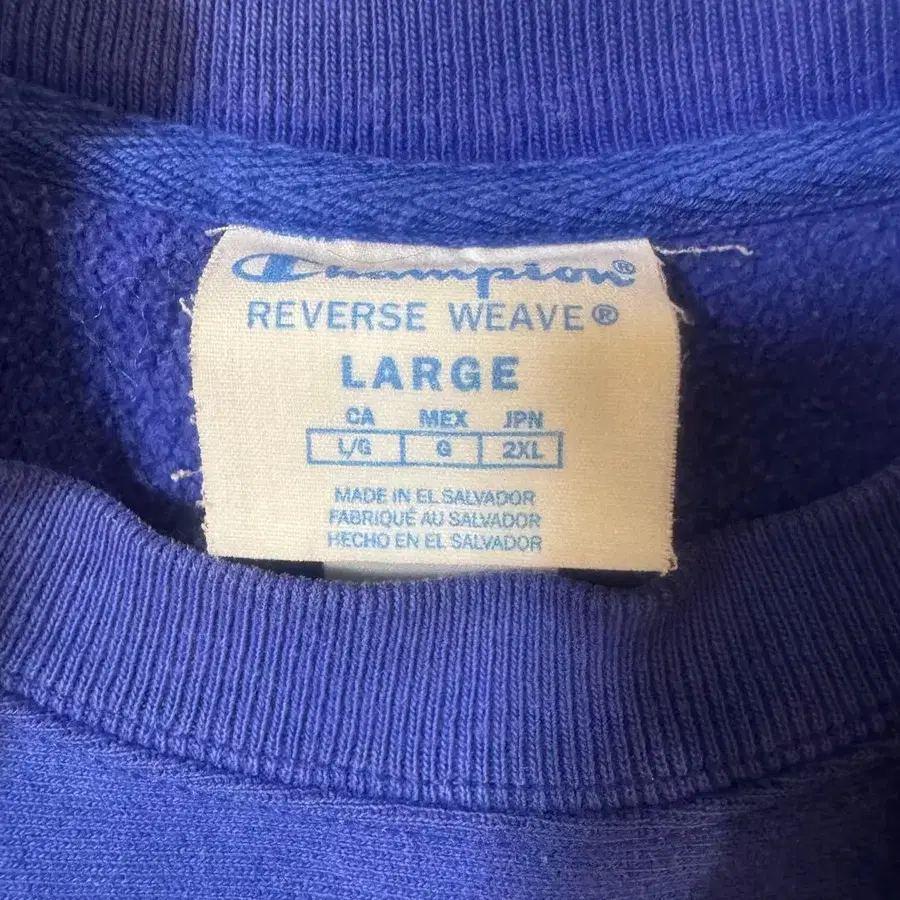 Champion®
REVERSE WEAVE®
LARGE
CA MEX JPN
L/G G 2XL
MADE IN EL SALVADOR
FABRIQUÉ AU SALVADOR
HECHO EN EL SALVADOR